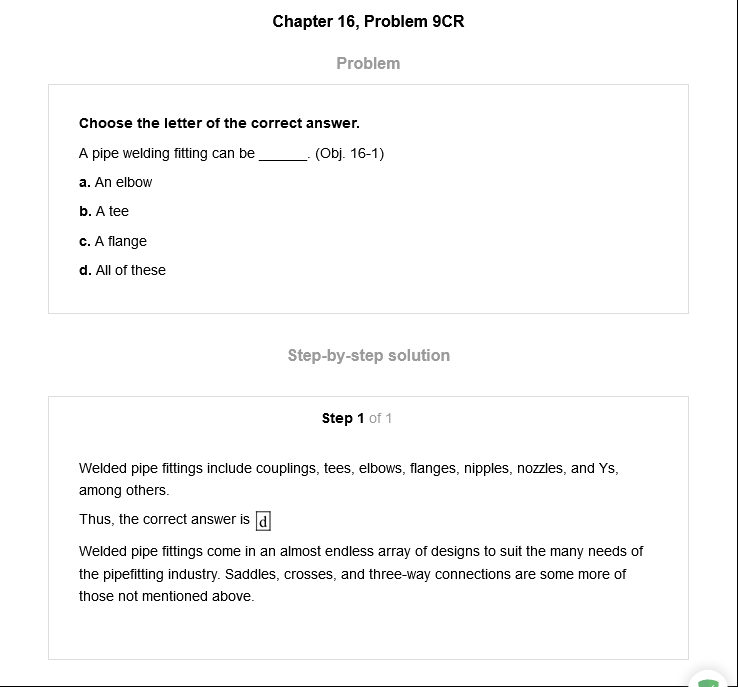 Chapter 16, Problem 9CR
Problem
Choose the letter of the correct answer.
A pipe welding fitting can be ______. (Obj. 16-1)
a. An elbow
b. A tee
c. A flange
d. All of these
Step-by-step solution
Step 1 of 1
Welded pipe fittings include couplings, tees, elbows, flanges, nipples, nozzles, and Ys,
among others.
Thus, the correct answer is d
Welded pipe fittings come in an almost endless array of designs to suit the many needs of
the pipefitting industry. Saddles, crosses, and three-way connections are some more of
those not mentioned above.